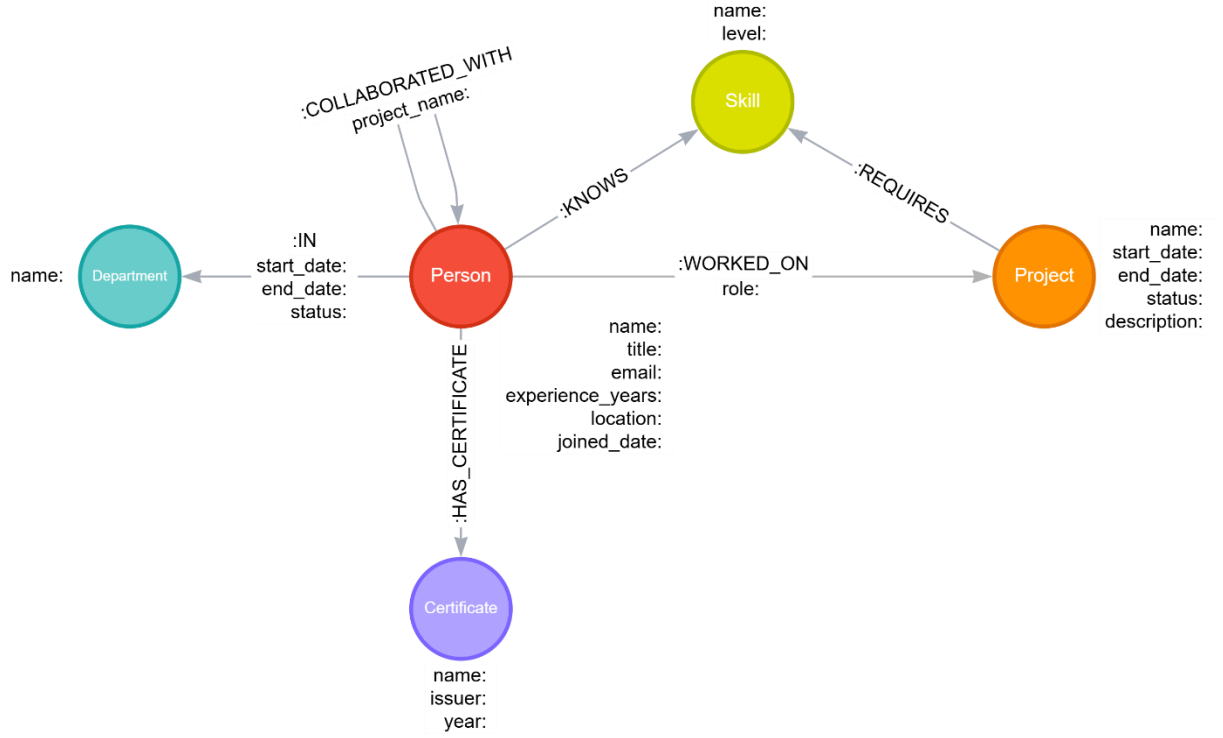 name:
level:
Skill
:COLLABORATED_WITH
project_name:
:KNOWS
:REQUIRES
name:
Department
:IN
start_date:
end_date:
status:
Person
:WORKED_ON
role:
Project
name:
start_date:
end_date:
status:
description:
name:
title:
email:
experience_years:
location:
joined_date:
:HAS_CERTIFICATE
Certificate
name:
issuer:
year: